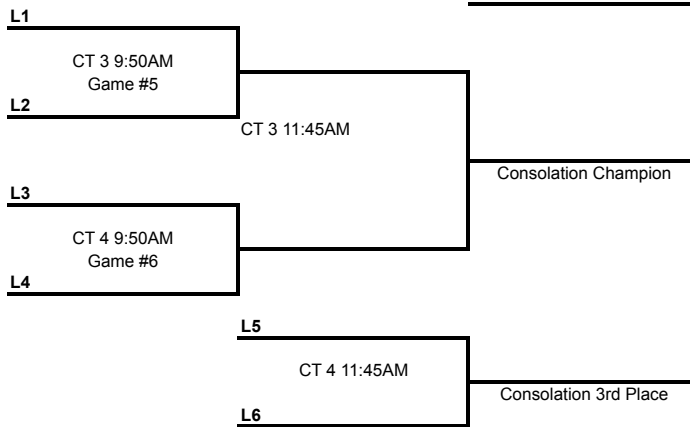 L1
CT 3 9:50AM
Game #5
L2
CT 3 11:45AM
Consolation Champion
L3
CT 4 9:50AM
Game #6
L4
L5
CT 4 11:45AM
Consolation 3rd Place
L6